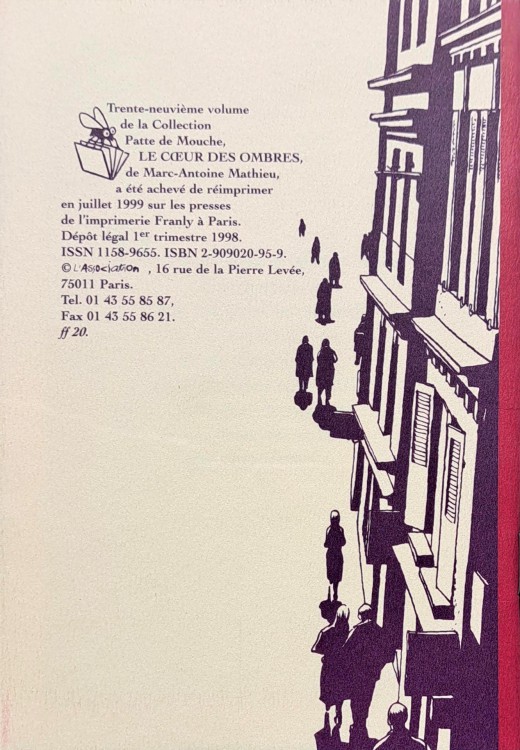 Trente-neuvième volume
de la Collection
Patte de Mouche,
LE CŒUR DES OMBRES,
de Marc-Antoine Mathieu,
a été achevé de réimprimer
en juillet 1999 sur les presses
de l'imprimerie Franly à Paris.
Dépôt légal 1er trimestre 1998.
ISSN 1158-9655. ISBN 2-909020-95-9.
© L'Association , 16 rue de la Pierre Levée,
75011 Paris.
Tel. 01 43 55 85 87,
Fax 01 43 55 86 21.
ff 20.